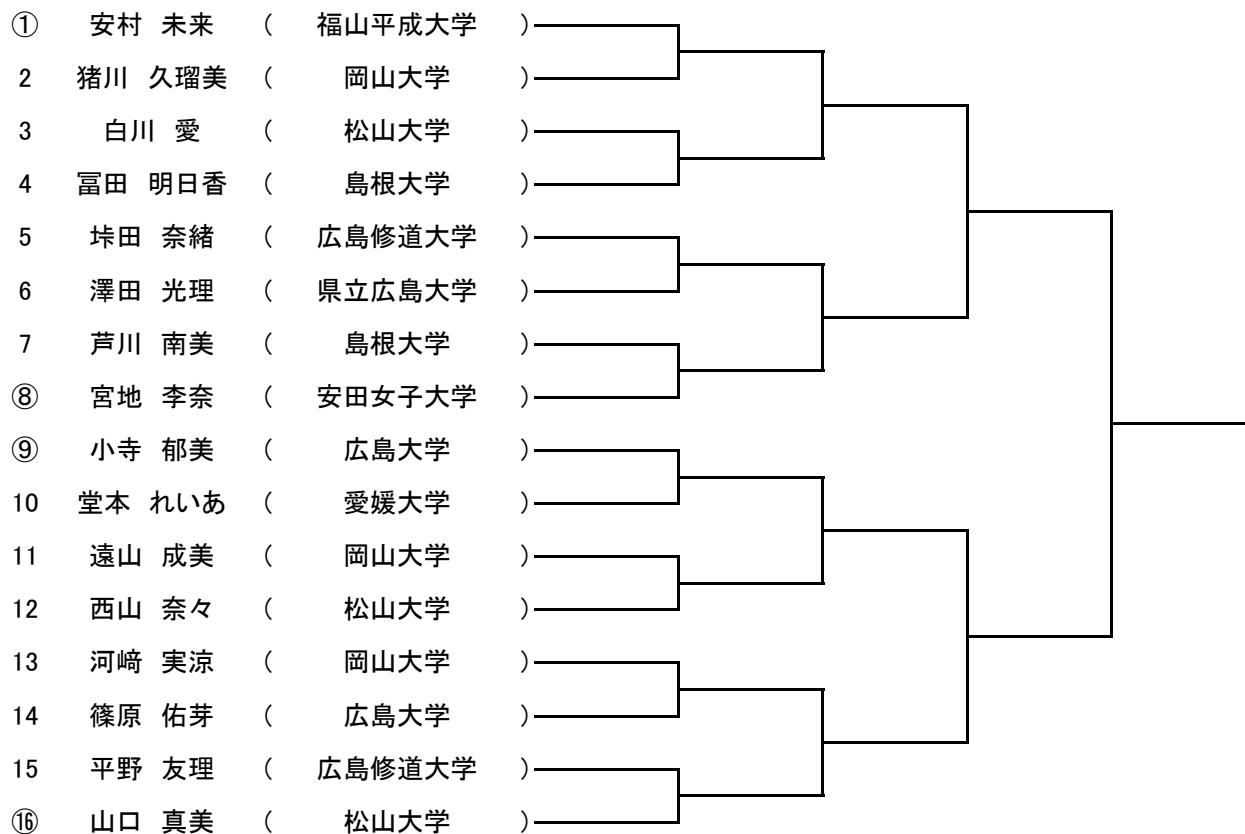 ① 安村 未来 ( 福山平成大学 )
2 猪川 久瑠美 ( 岡山大学 )
3 白川 愛 ( 松山大学 )
4 冨田 明日香 ( 島根大学 )
5 垰田 奈緒 ( 広島修道大学 )
6 澤田 光理 ( 県立広島大学 )
7 芦川 南美 ( 島根大学 )
⑧ 宮地 李奈 ( 安田女子大学 )
⑨ 小寺 郁美 ( 広島大学 )
10 堂本 れいあ ( 愛媛大学 )
11 遠山 成美 ( 岡山大学 )
12 西山 奈々 ( 松山大学 )
13 河﨑 実涼 ( 岡山大学 )
14 篠原 佑芽 ( 広島大学 )
15 平野 友理 ( 広島修道大学 )
⑯ 山口 真美 ( 松山大学 )